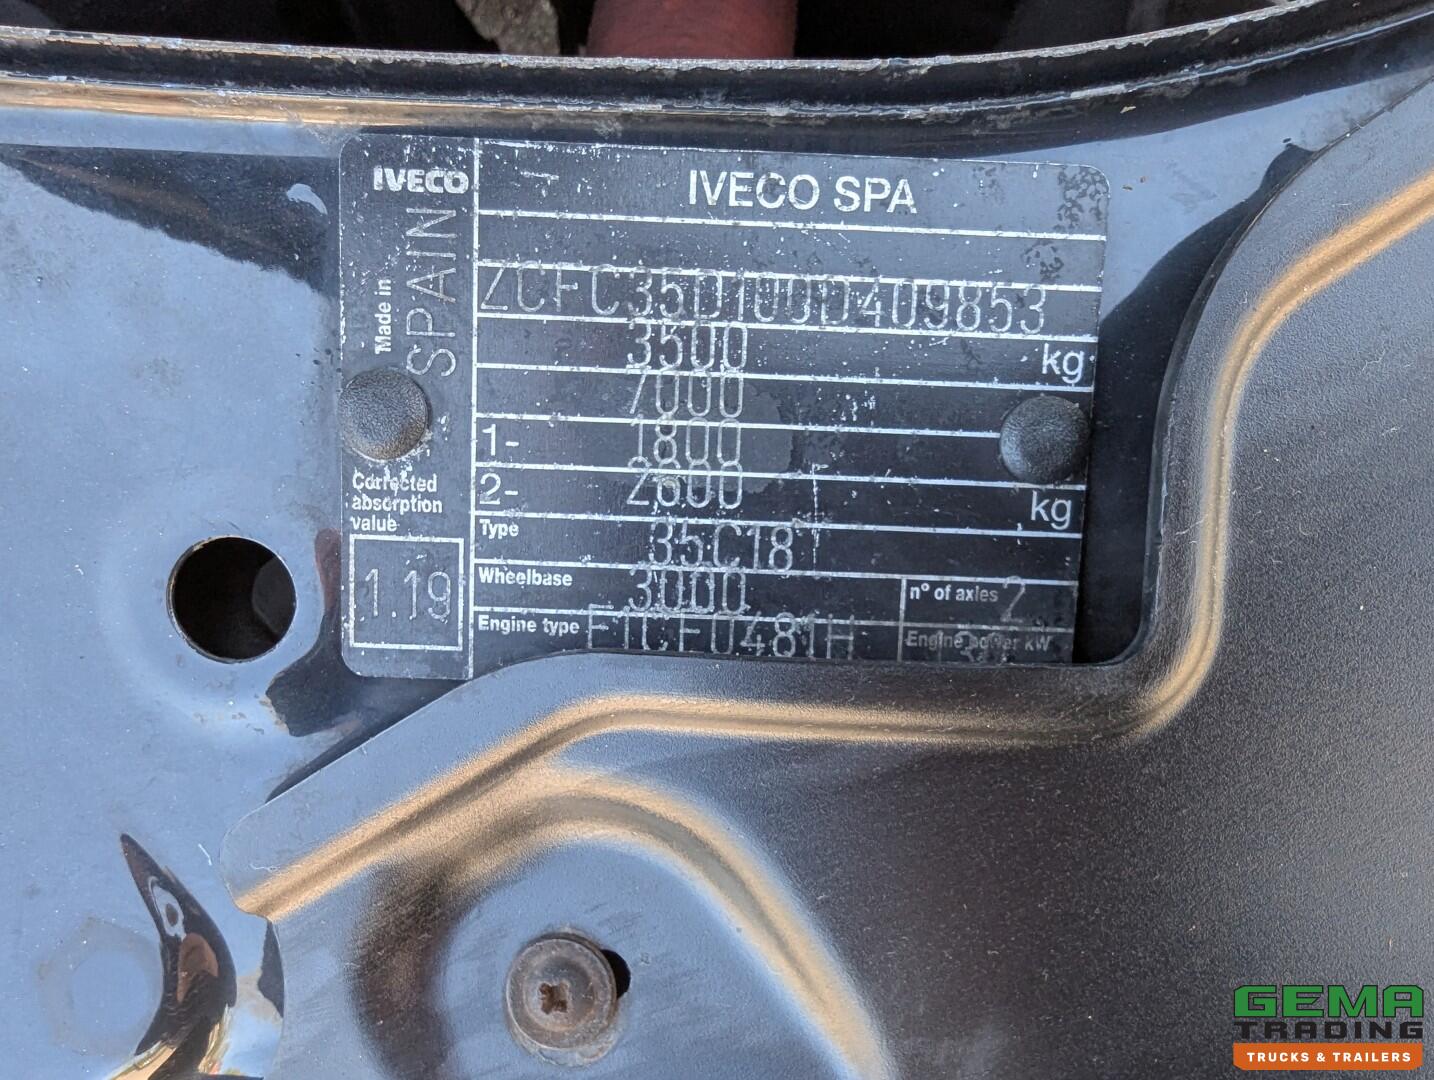 IVECO
IVECO SPA
Made in
SPAIN
ZCFC35D100D409853
3500 kg
7000
1- 1800
2- 2600 kg
Type 35C18
Wheelbase 3000
n° of axles 2
Engine type F1CE0481H
Engine power kW
Corrected
absorption
value
1.19
GEMA
TRADING
TRUCKS & TRAILERS